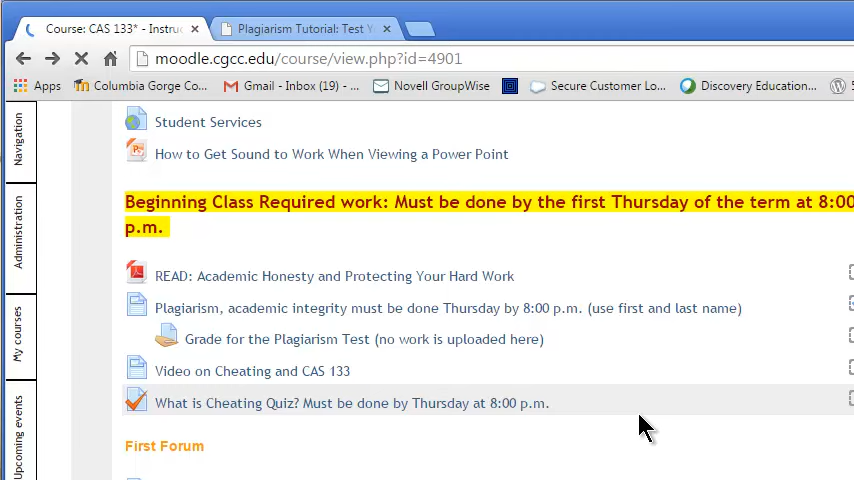 Course: CAS 133* - Instruc
Plagiarism Tutorial: Test Y
moodle.cgcc.edu/course/view.php?id=4901
Apps
Columbia Gorge Co...
Gmail - Inbox (19) - ...
Novell GroupWise
Secure Customer Lo...
Discovery Education...
Navigation
Administration
My courses
Upcoming events
Student Services
How to Get Sound to Work When Viewing a Power Point
Beginning Class Required work: Must be done by the first Thursday of the term at 8:00
p.m.
READ: Academic Honesty and Protecting Your Hard Work
Plagiarism, academic integrity must be done Thursday by 8:00 p.m. (use first and last name)
Grade for the Plagiarism Test (no work is uploaded here)
Video on Cheating and CAS 133
What is Cheating Quiz? Must be done by Thursday at 8:00 p.m.
First Forum